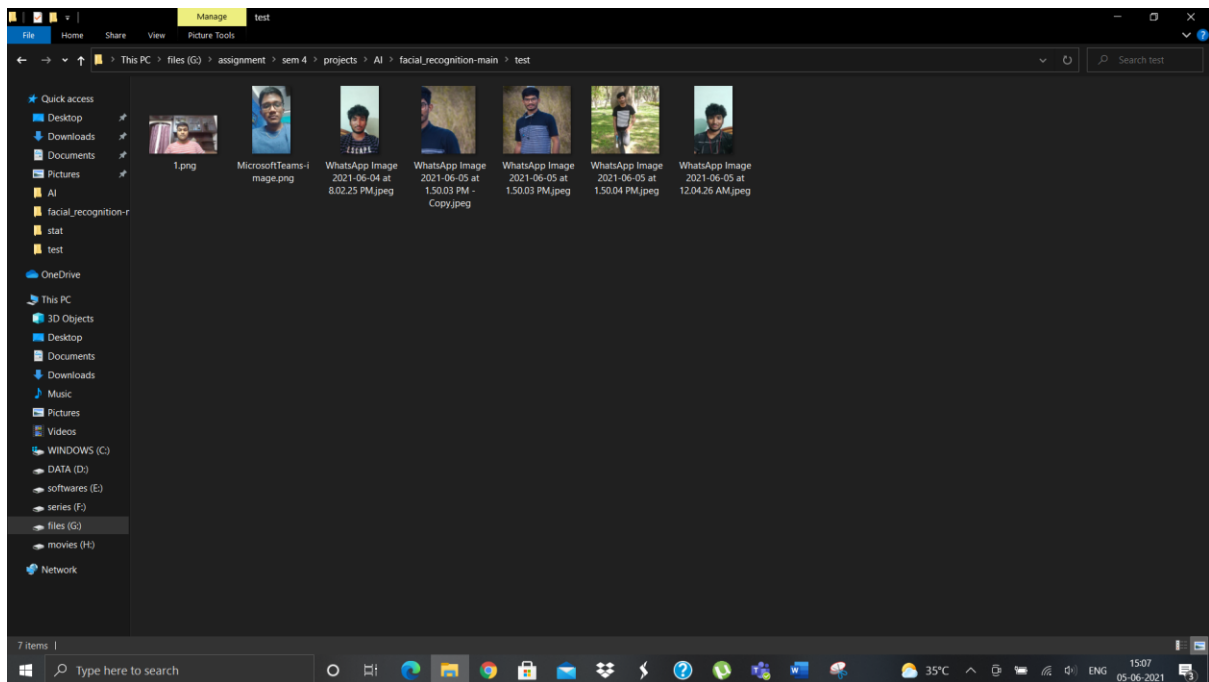 Manage
test
File
Home
Share
View
Picture Tools
This PC > files (G:) > assignment > sem 4 > projects > AI > facial_recognition-main > test
Search test
Quick access
Desktop
Downloads
Documents
Pictures
AI
facial_recognition-r
stat
test
OneDrive
This PC
3D Objects
Desktop
Documents
Downloads
Music
Pictures
Videos
WINDOWS (C:)
DATA (D:)
softwares (E:)
series (F:)
files (G:)
movies (H:)
Network
1.png
MicrosoftTeams-i
mage.png
WhatsApp Image
2021-06-04 at
8.02.25 PM.jpeg
WhatsApp Image
2021-06-05 at
1.50.03 PM -
Copy.jpeg
WhatsApp Image
2021-06-05 at
1.50.03 PM.jpeg
WhatsApp Image
2021-06-05 at
1.50.04 PM.jpeg
WhatsApp Image
2021-06-05 at
12.04.26 AM.jpeg
7 items
Type here to search
35°C
ENG
15:07
05-06-2021
3